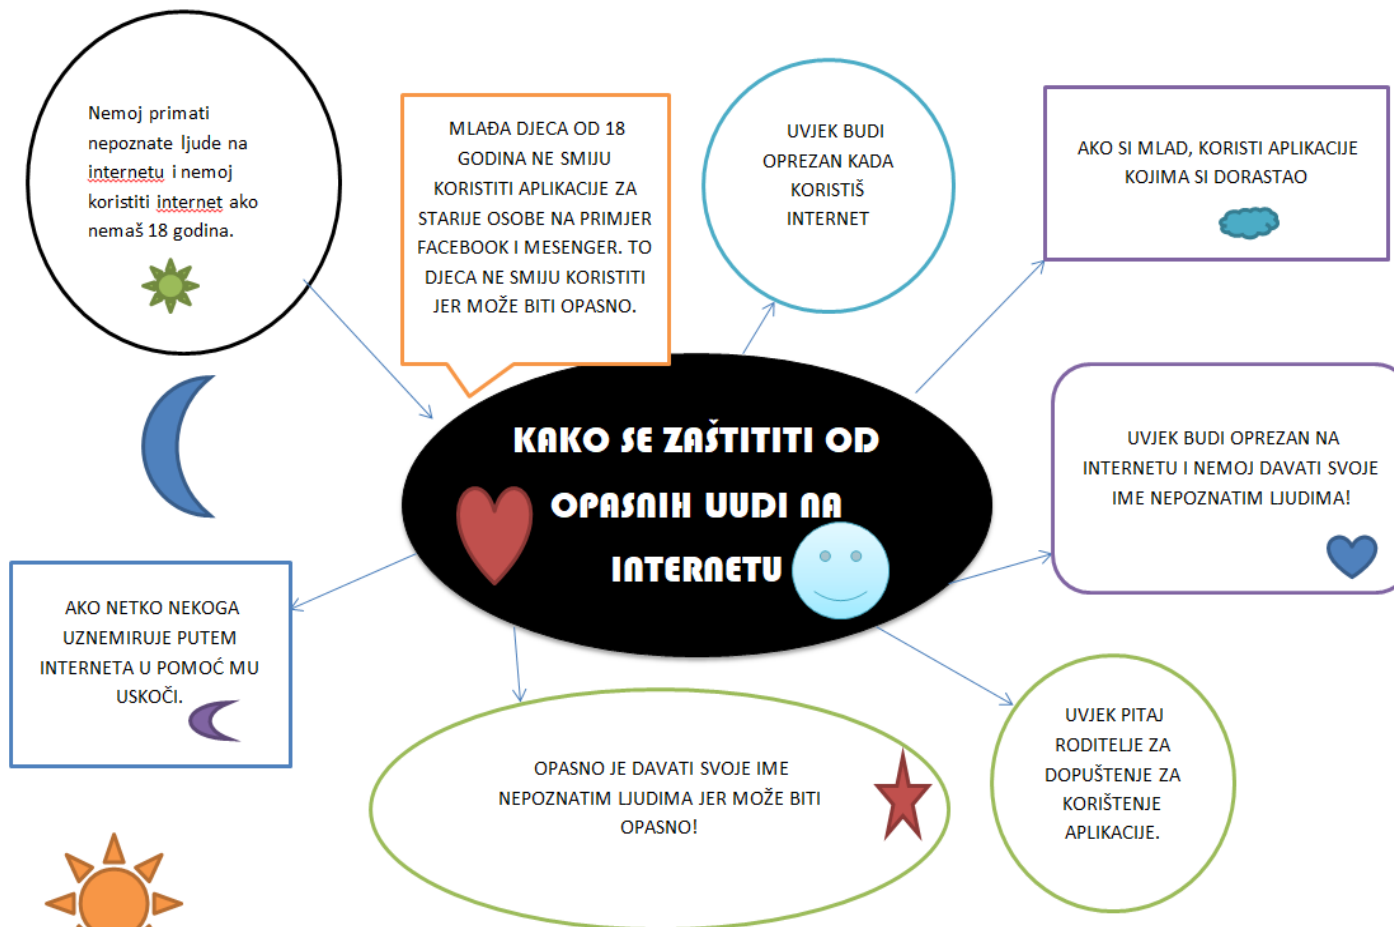 Nemoj primati
nepoznate ljude na
internetu i nemoj
koristiti internet ako
nemaš 18 godina.
MLAĐA DJECA OD 18
GODINA NE SMIJU
KORISTITI APLIKACIJE ZA
STARIJE OSOBE NA PRIMJER
FACEBOOK I MESENGER. TO
DJECA NE SMIJU KORISTITI
JER MOŽE BITI OPASNO.
UVJEK BUDI
OPREZAN KADA
KORISTIŠ
INTERNET
AKO SI MLAD, KORISTI APLIKACIJE
KOJIMA SI DORASTAO
KAKO SE ZAŠTITITI OD
OPASNIH LJUDI NA
INTERNETU
UVJEK BUDI OPREZAN NA
INTERNETU I NEMOJ DAVATI SVOJE
IME NEPOZNATIM LJUDIMA!
AKO NETKO NEKOGA
UZNEMIRUJE PUTEM
INTERNETA U POMOĆ MU
USKOČI.
OPASNO JE DAVATI SVOJE IME
NEPOZNATIM LJUDIMA JER MOŽE BITI
OPASNO!
UVJEK PITAJ
RODITELJE ZA
DOPUŠTENJE ZA
KORIŠTENJE
APLIKACIJE.